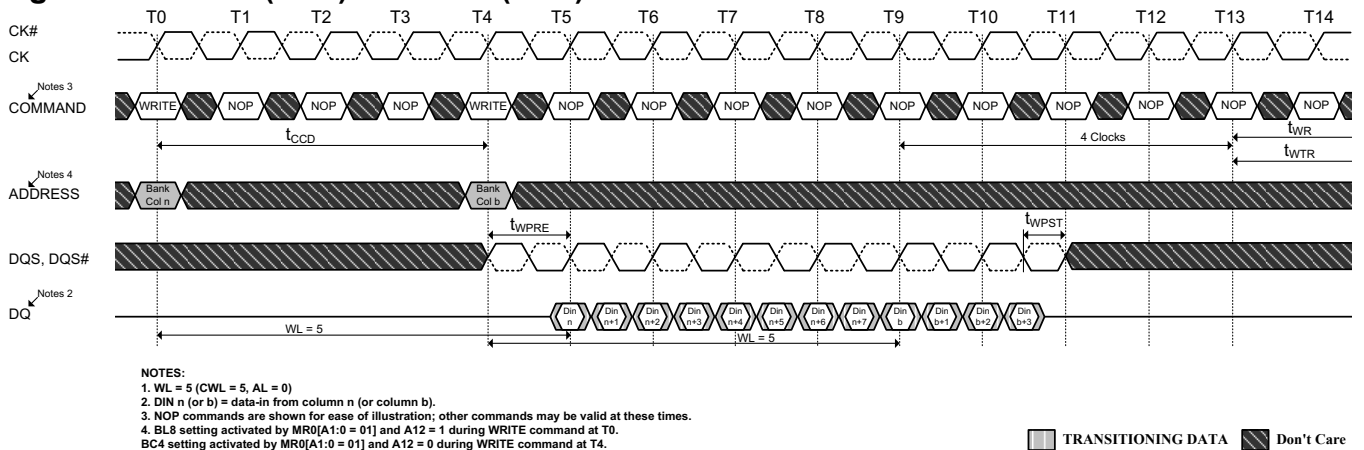 T0 T1 T2 T3 T4 T5 T6 T7 T8 T9 T10 T11 T12 T13 T14
CK#
CK
Notes 3
COMMAND
WRITE NOP NOP NOP WRITE NOP NOP NOP NOP NOP NOP NOP NOP NOP NOP
tCCD
4 Clocks
tWR
tWTR
Notes 4
ADDRESS
Bank Col n
Bank Col b
tWPRE
tWPST
DQS, DQS#
Notes 2
DQ
Din n Din n+1 Din n+2 Din n+3 Din n+4 Din n+5 Din n+6 Din n+7 Din b Din b+1 Din b+2 Din b+3
WL = 5
WL = 5
NOTES:
1. WL = 5 (CWL = 5, AL = 0)
2. DIN n (or b) = data-in from column n (or column b).
3. NOP commands are shown for ease of illustration; other commands may be valid at these times.
4. BL8 setting activated by MR0[A1:0 = 01] and A12 = 1 during WRITE command at T0.
BC4 setting activated by MR0[A1:0 = 01] and A12 = 0 during WRITE command at T4.
TRANSITIONING DATA
Don't Care